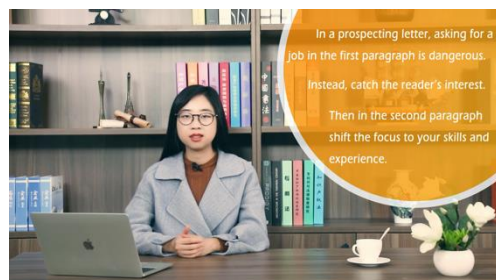 In a prospecting letter, asking for a
job in the first paragraph is dangerous.
Instead, catch the reader's interest.
Then in the second paragraph
shift the focus to your skills and
experience.